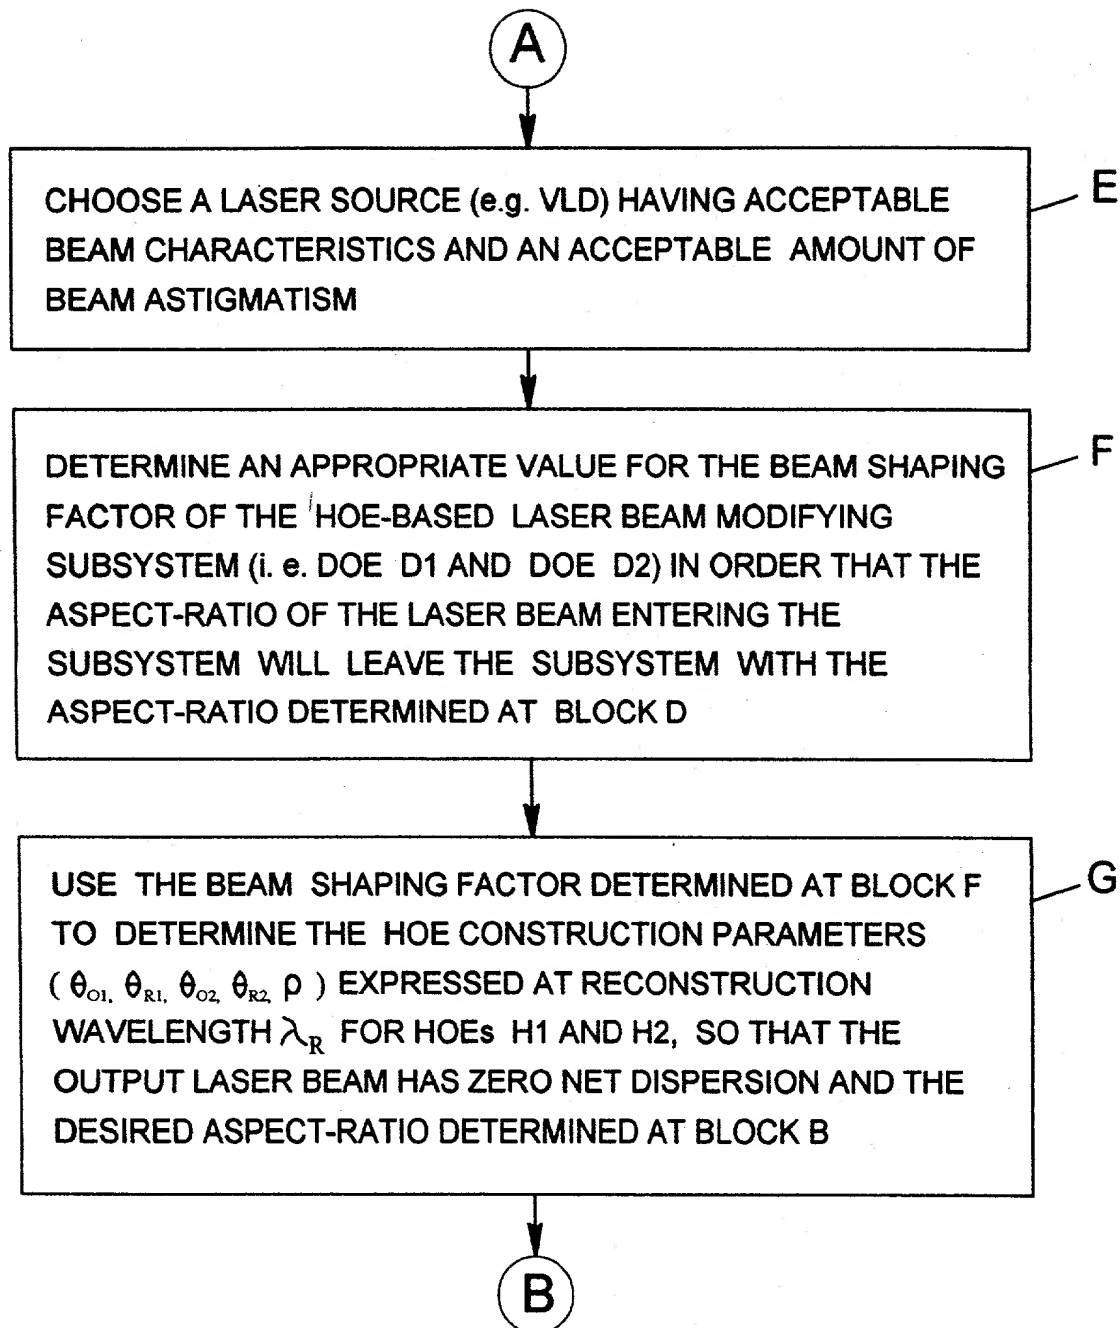 A
CHOOSE A LASER SOURCE (e.g. VLD) HAVING ACCEPTABLE
BEAM CHARACTERISTICS AND AN ACCEPTABLE AMOUNT OF
BEAM ASTIGMATISM
E
DETERMINE AN APPROPRIATE VALUE FOR THE BEAM SHAPING
FACTOR OF THE HOE-BASED LASER BEAM MODIFYING
SUBSYSTEM (i. e. DOE D1 AND DOE D2) IN ORDER THAT THE
ASPECT-RATIO OF THE LASER BEAM ENTERING THE
SUBSYSTEM WILL LEAVE THE SUBSYSTEM WITH THE
ASPECT-RATIO DETERMINED AT BLOCK D
F
USE THE BEAM SHAPING FACTOR DETERMINED AT BLOCK F
TO DETERMINE THE HOE CONSTRUCTION PARAMETERS
( θO1, θR1, θO2, θR2, ρ ) EXPRESSED AT RECONSTRUCTION
WAVELENGTH λR FOR HOEs H1 AND H2, SO THAT THE
OUTPUT LASER BEAM HAS ZERO NET DISPERSION AND THE
DESIRED ASPECT-RATIO DETERMINED AT BLOCK B
G
B